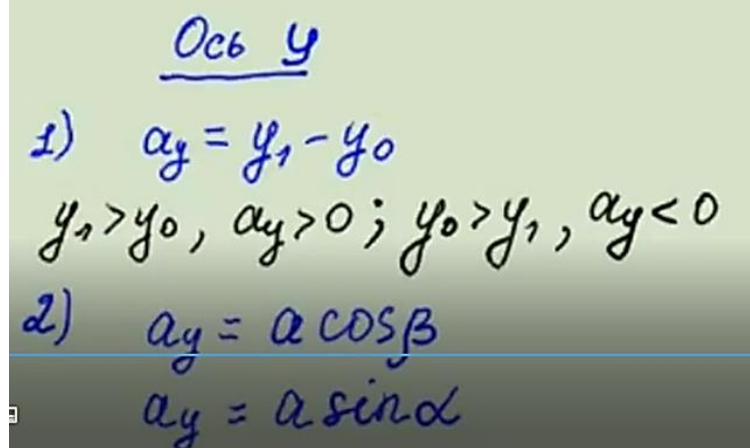 Ось y
1) ay = y1 - y0
y1 > y0, ay > 0; y0 > y1, ay < 0
2) ay = a cosβ
ay = a sinα